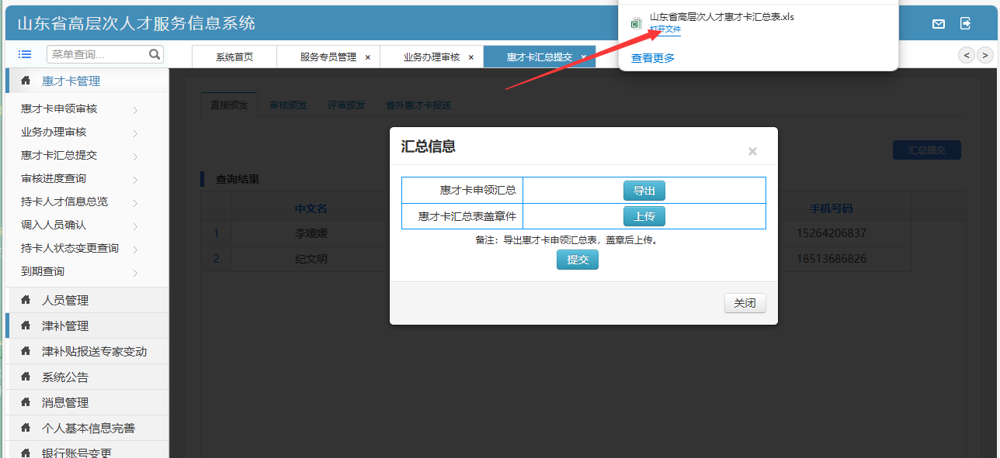 山东省高层次人才服务信息系统
山东省高层次人才惠才卡汇总表.xls
打开文件
查看更多
菜单查询...
系统首页
服务专员管理 ×
业务办理审核 ×
惠才卡汇总提交 ×
< >
惠才卡管理
惠才卡申领审核
业务办理审核
惠才卡汇总提交
审核进度查询
持卡人才信息总览
调入人员确认
持卡人状态变更查询
到期查询
人员管理
津补管理
津补贴报送专家变动
系统公告
消息管理
个人基本信息完善
银行账号变更
直接颁发 审核颁发 评审颁发 省外惠才卡报送
汇总提交
查询结果
中文名 手机号码
1 李媛媛 15264206837
2 纪文明 18513686826
汇总信息 ×
惠才卡申领汇总 导出
惠才卡汇总表盖章件 上传
备注：导出惠才卡申领汇总表，盖章后上传。
提交
关闭